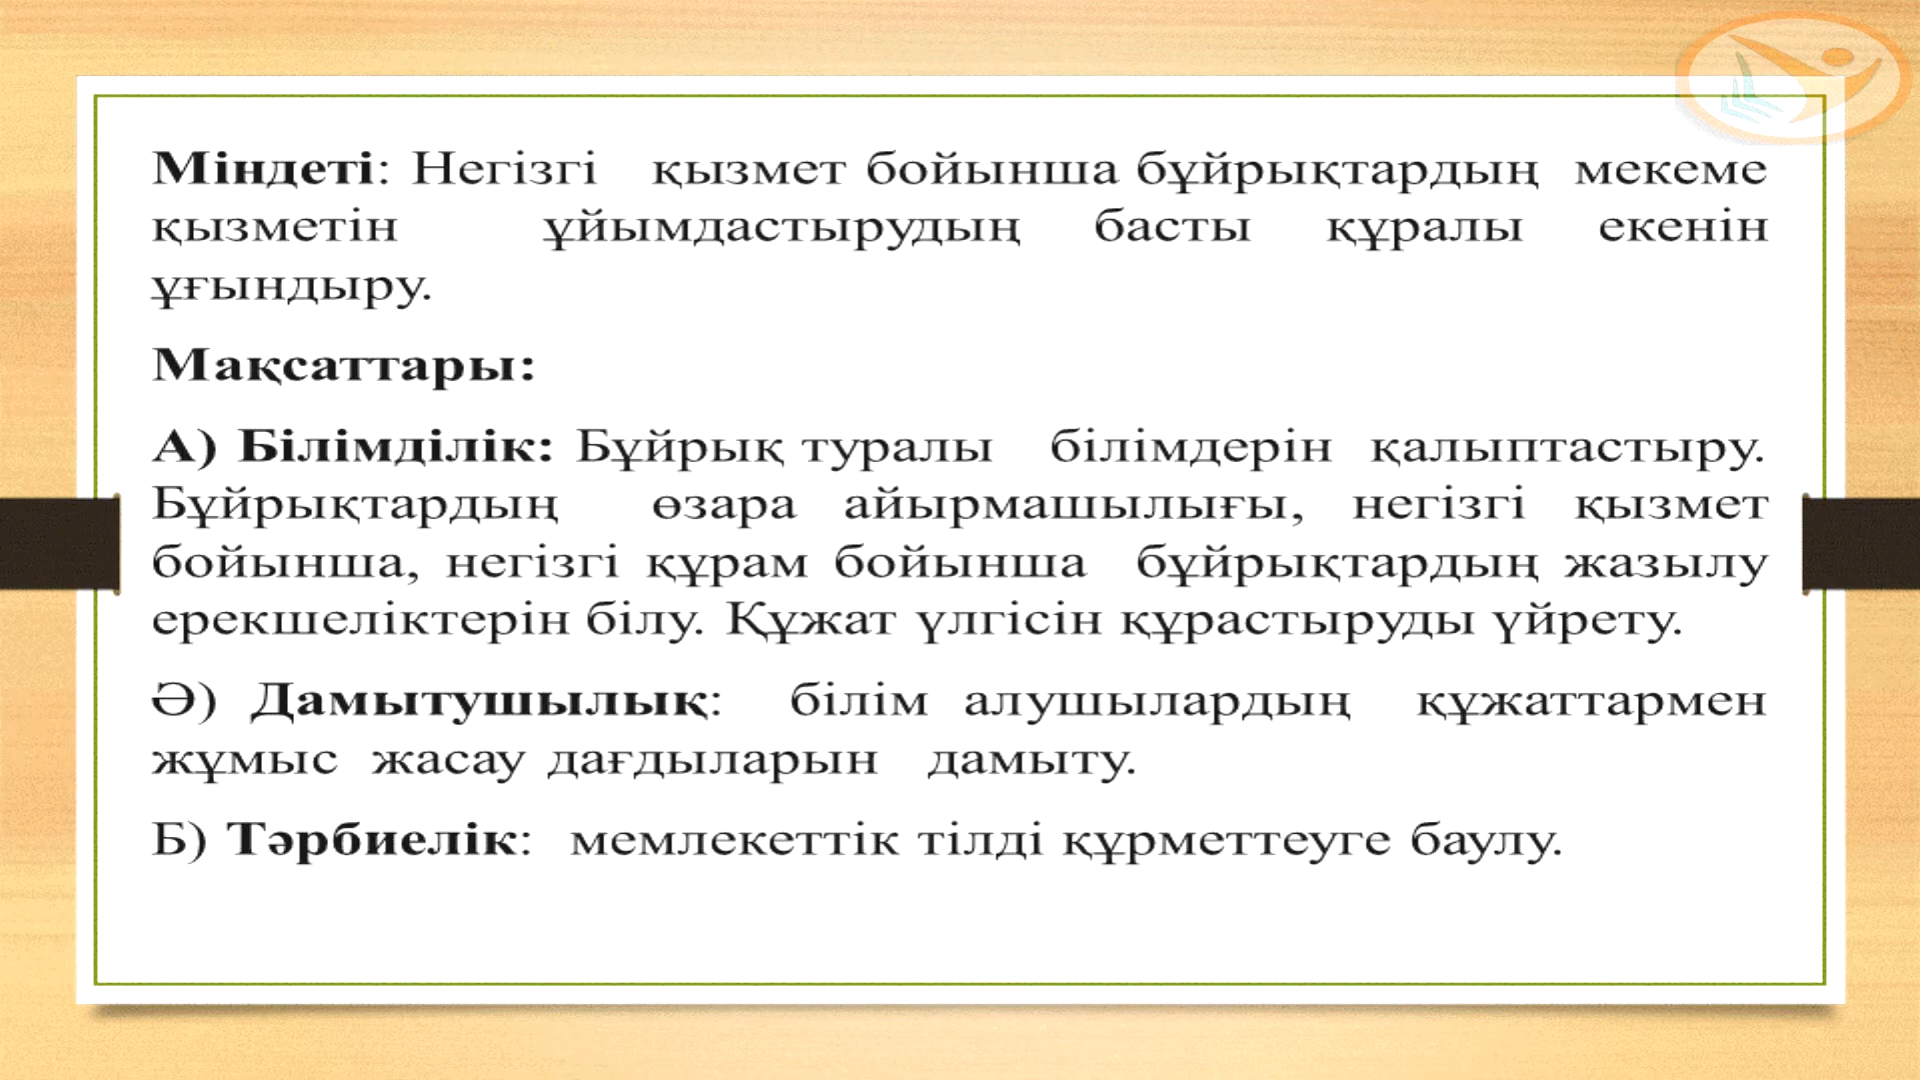 Міндеті: Негізгі қызмет бойынша бұйрықтардың мекеме
қызметін ұйымдастырудың басты құралы екенін
ұғындыру.
Мақсаттары:
А) Білімділік: Бұйрық туралы білімдерін қалыптастыру.
Бұйрықтардың өзара айырмашылығы, негізгі қызмет
бойынша, негізгі құрам бойынша бұйрықтардың жазылу
ерекшеліктерін білу. Құжат үлгісін құрастыруды үйрету.
Ә) Дамытушылық: білім алушылардың құжаттармен
жұмыс жасау дағдыларын дамыту.
Б) Тәрбиелік: мемлекеттік тілді құрметтеуге баулу.